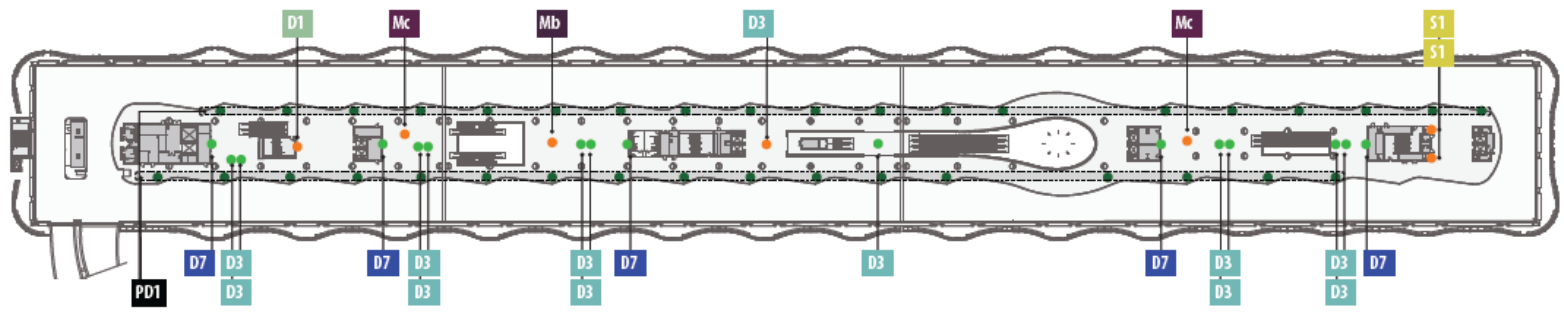 D1 Mc Mb D3 Mc S1
S1
D7 D3 D7 D3 D3 D7 D3 D7 D3 D3 D7
PD1 D3 D3 D3 D3 D3